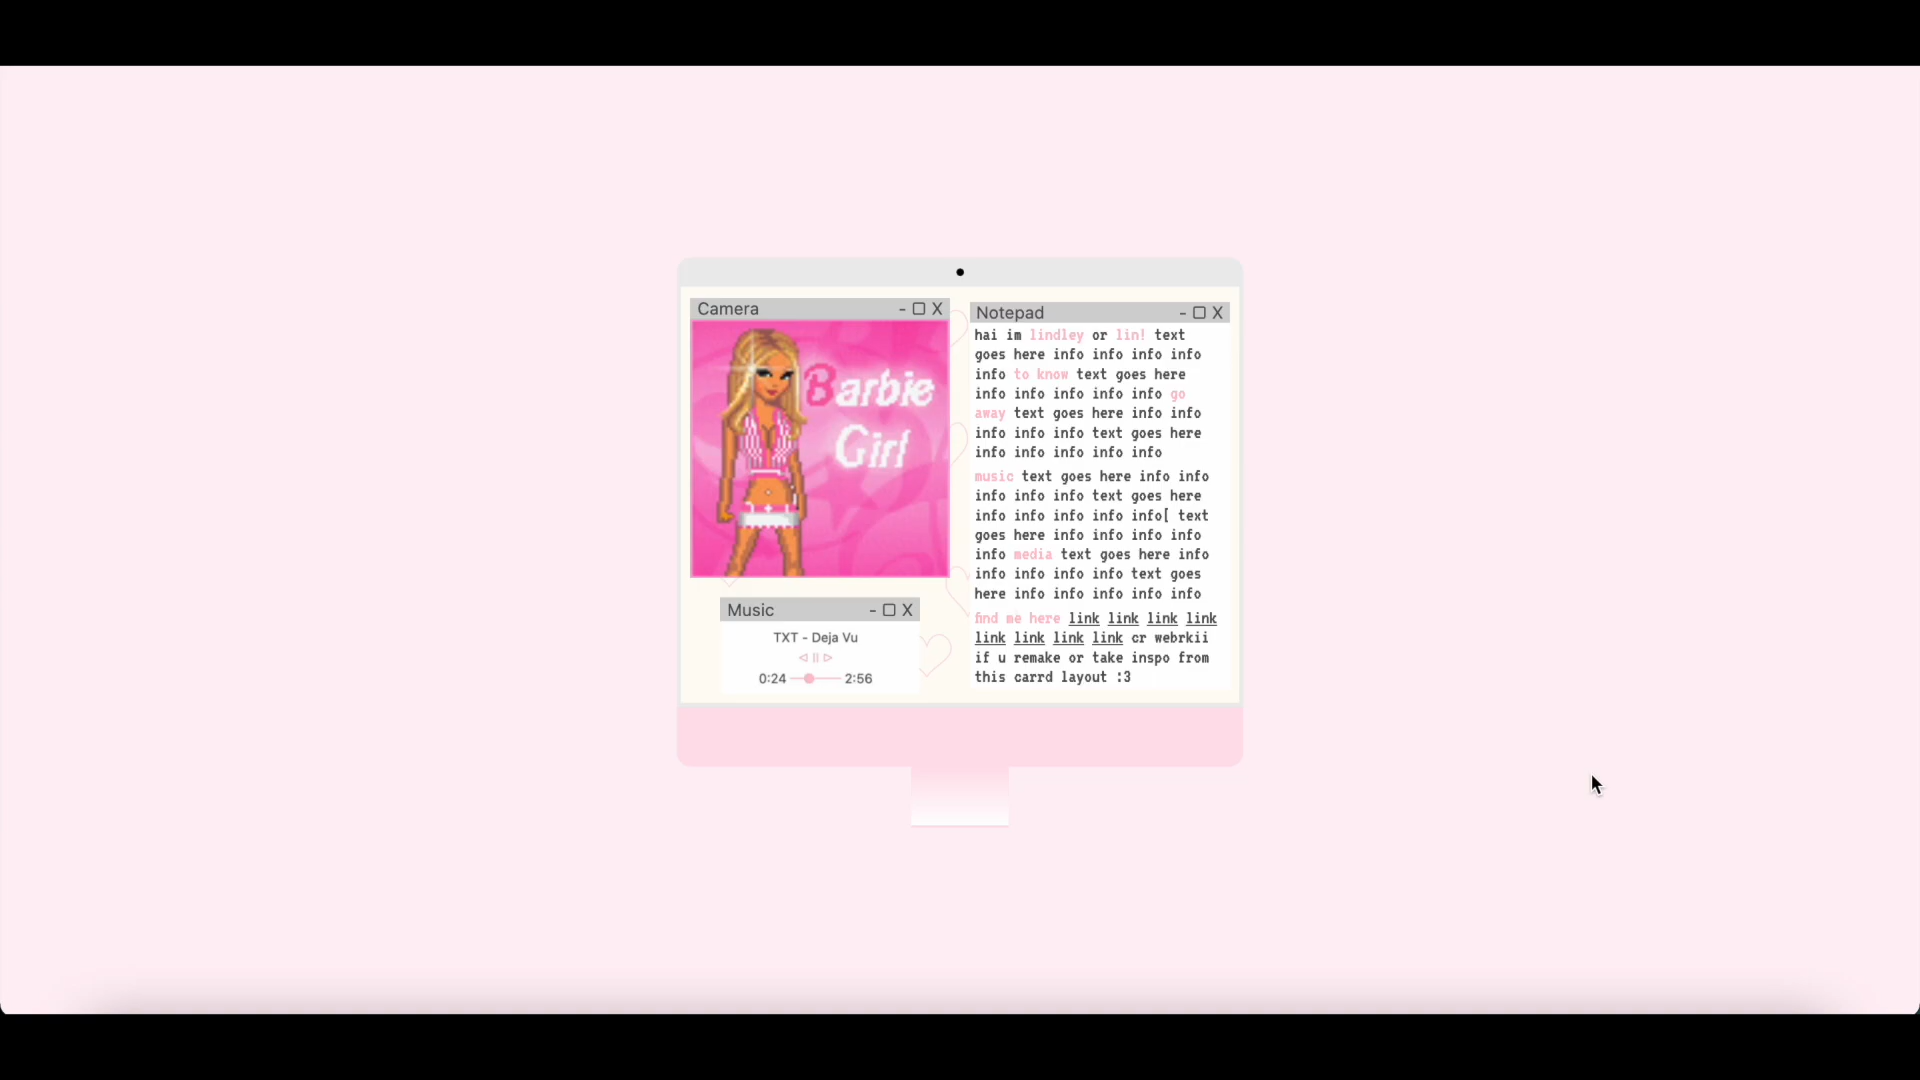 Camera - □ X
Barbie
Girl
Music - □ X
TXT - Deja Vu
0:24 2:56
Notepad - □ X
hai im lindley or lin! text
goes here info info info info
info to know text goes here
info info info info info go
away text goes here info info
info info info text goes here
info info info info info
music text goes here info info
info info info text goes here
info info info info info[ text
goes here info info info info
info media text goes here info
info info info info text goes
here info info info info info
find me here link link link link
link link link link cr webrkii
if u remake or take inspo from
this carrd layout :3